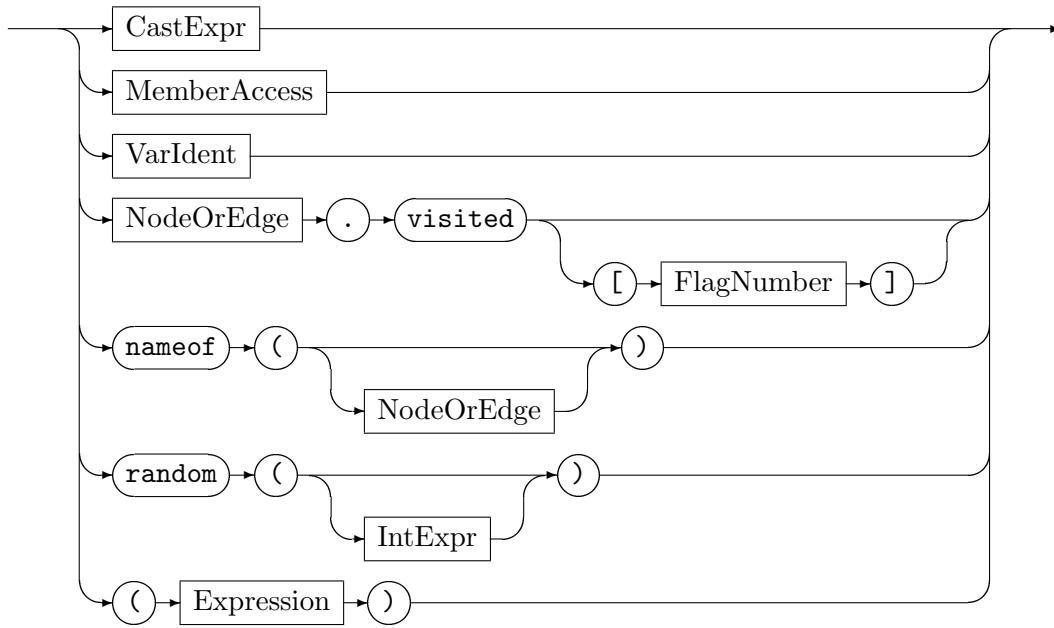 CastExpr
MemberAccess
VarIdent
NodeOrEdge . visited
[ FlagNumber ]
nameof ( )
NodeOrEdge
random ( )
IntExpr
( Expression )